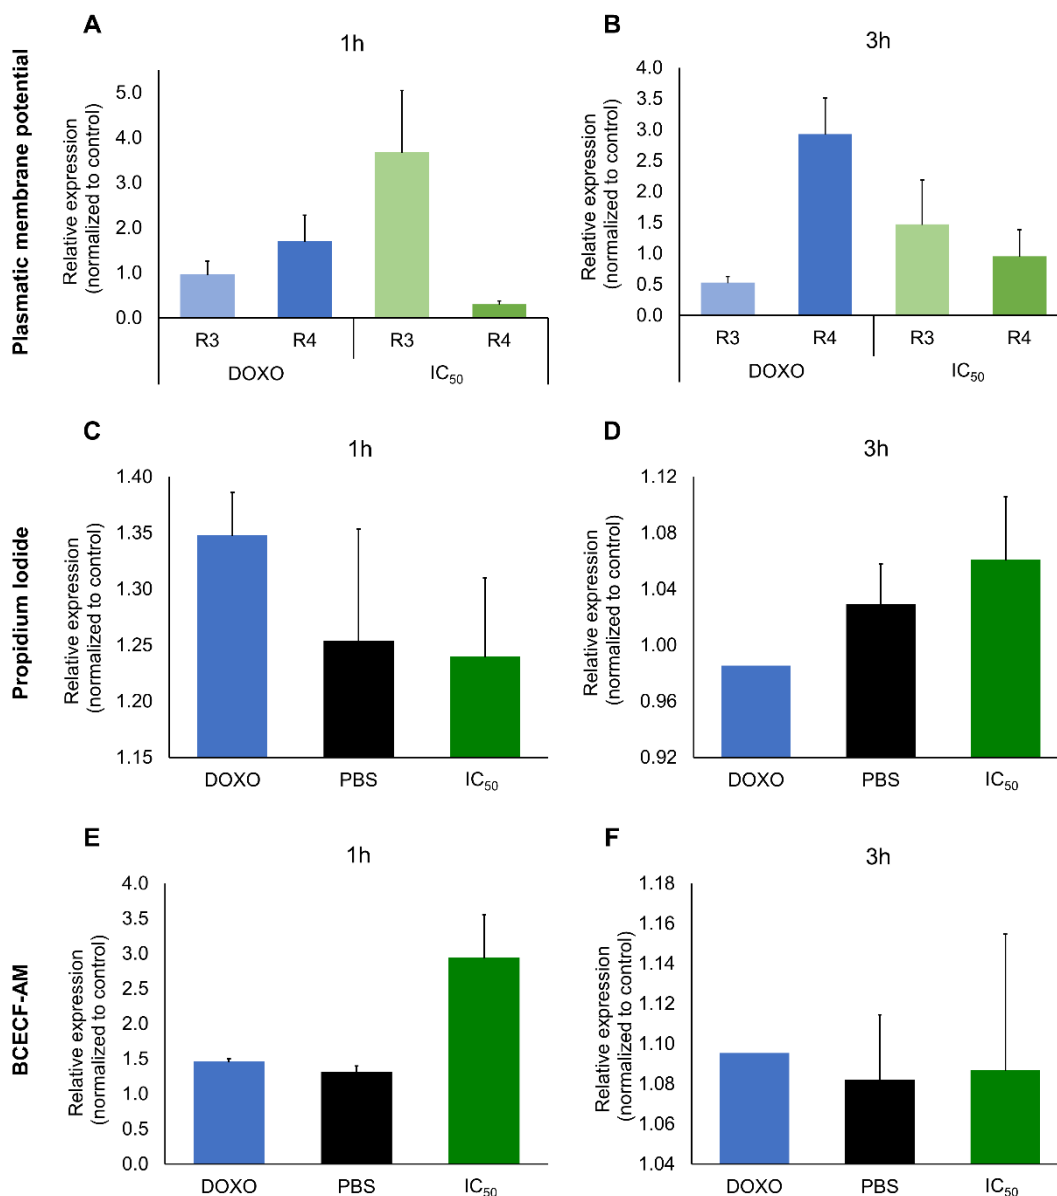 A
1h
B
3h
Plasmatic membrane potential
Relative expression
(normalized to control)
5.0
4.0
3.0
2.0
1.0
0.0
R3
R4
R3
R4
DOXO
IC50
Relative expression
(normalized to control)
4.0
3.5
3.0
2.5
2.0
1.5
1.0
0.5
0.0
R3
R4
R3
R4
DOXO
IC50
C
1h
D
3h
Propidium Iodide
Relative expression
(normalized to control)
1.40
1.35
1.30
1.25
1.20
1.15
DOXO
PBS
IC50
Relative expression
(normalized to control)
1.12
1.08
1.04
1.00
0.96
0.92
DOXO
PBS
IC50
E
1h
F
3h
BCECF-AM
Relative expression
(normalized to control)
4.0
3.5
3.0
2.5
2.0
1.5
1.0
0.5
0.0
DOXO
PBS
IC50
Relative expression
(normalized to control)
1.18
1.16
1.14
1.12
1.10
1.08
1.06
1.04
DOXO
PBS
IC50